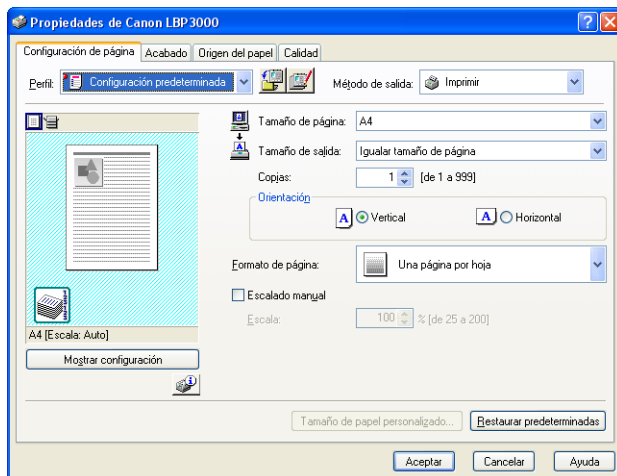 Propiedades de Canon LBP3000
Configuración de página Acabado Origen del papel Calidad
Perfil: Configuración predeterminada Método de salida: Imprimir
Tamaño de página: A4
Tamaño de salida: Igualar tamaño de página
Copias: 1 [de 1 a 999]
Orientación
A Vertical A Horizontal
Formato de página: Una página por hoja
Escalado manual
Escala: 100 % [de 25 a 200]
A4 [Escala: Auto]
Mostrar configuración
Tamaño de papel personalizado... Restaurar predeterminadas
Aceptar Cancelar Ayuda